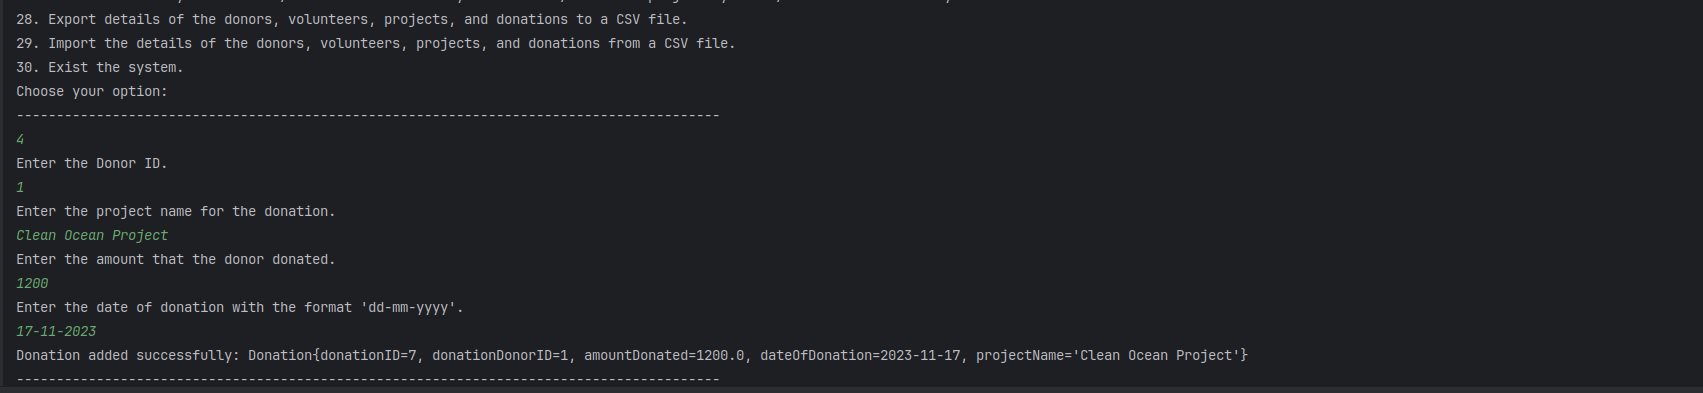 28. Export details of the donors, volunteers, projects, and donations to a CSV file.
29. Import the details of the donors, volunteers, projects, and donations from a CSV file.
30. Exist the system.
Choose your option:
----------------------------------------------------------------------------------------
4
Enter the Donor ID.
1
Enter the project name for the donation.
Clean Ocean Project
Enter the amount that the donor donated.
1200
Enter the date of donation with the format 'dd-mm-yyyy'.
17-11-2023
Donation added successfully: Donation{donationID=7, donationDonorID=1, amountDonated=1200.0, dateOfDonation=2023-11-17, projectName='Clean Ocean Project'}
----------------------------------------------------------------------------------------